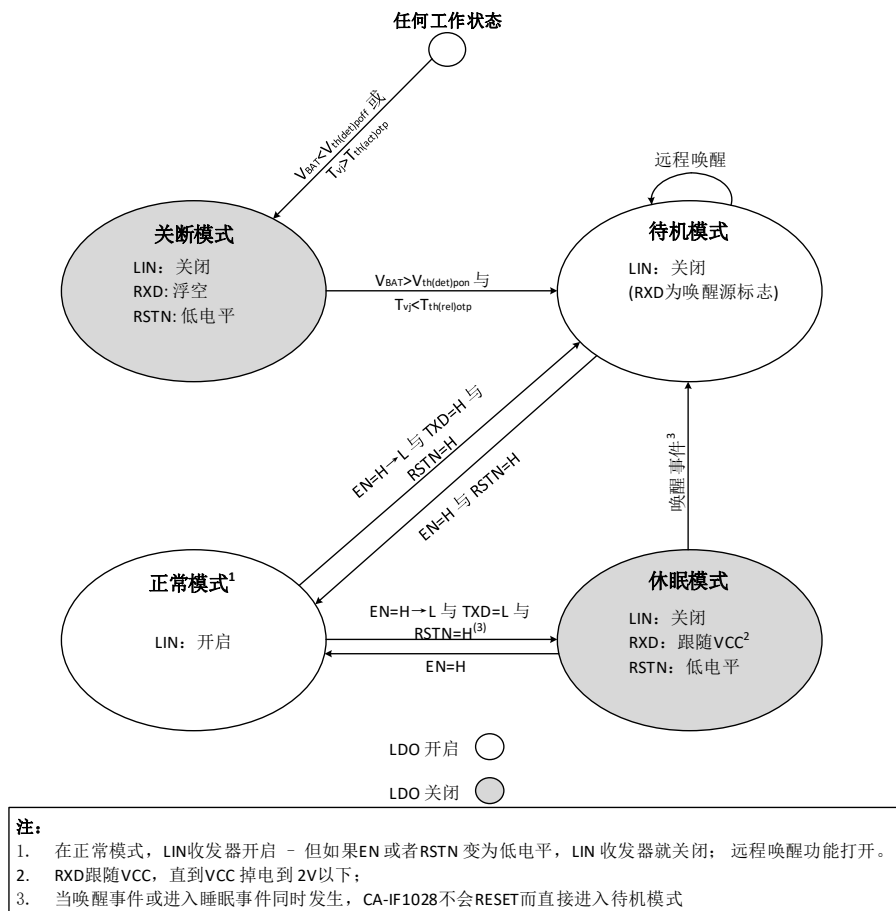 任何工作状态
VBAT<Vth(det)poff 或
Tvj>Tth(act)otp
远程唤醒
关断模式
LIN：关闭
RXD: 浮空
RSTN: 低电平
VBAT>Vth(det)pon 与
Tvj<Tth(rel)otp
待机模式
LIN：关闭
(RXD为唤醒源标志)
EN=H→L 与 TXD=H 与
RSTN=H
EN=H 与 RSTN=H
唤醒事件3
正常模式1
LIN：开启
EN=H→L 与 TXD=L 与
RSTN=H(3)
EN=H
休眠模式
LIN：关闭
RXD：跟随VCC2
RSTN：低电平
LDO 开启
LDO 关闭
注：
1. 在正常模式，LIN收发器开启 – 但如果EN 或者RSTN 变为低电平，LIN 收发器就关闭；远程唤醒功能打开。
2. RXD跟随VCC，直到VCC 掉电到 2V以下；
3. 当唤醒事件或进入睡眠事件同时发生，CA-IF1028不会RESET而直接进入待机模式